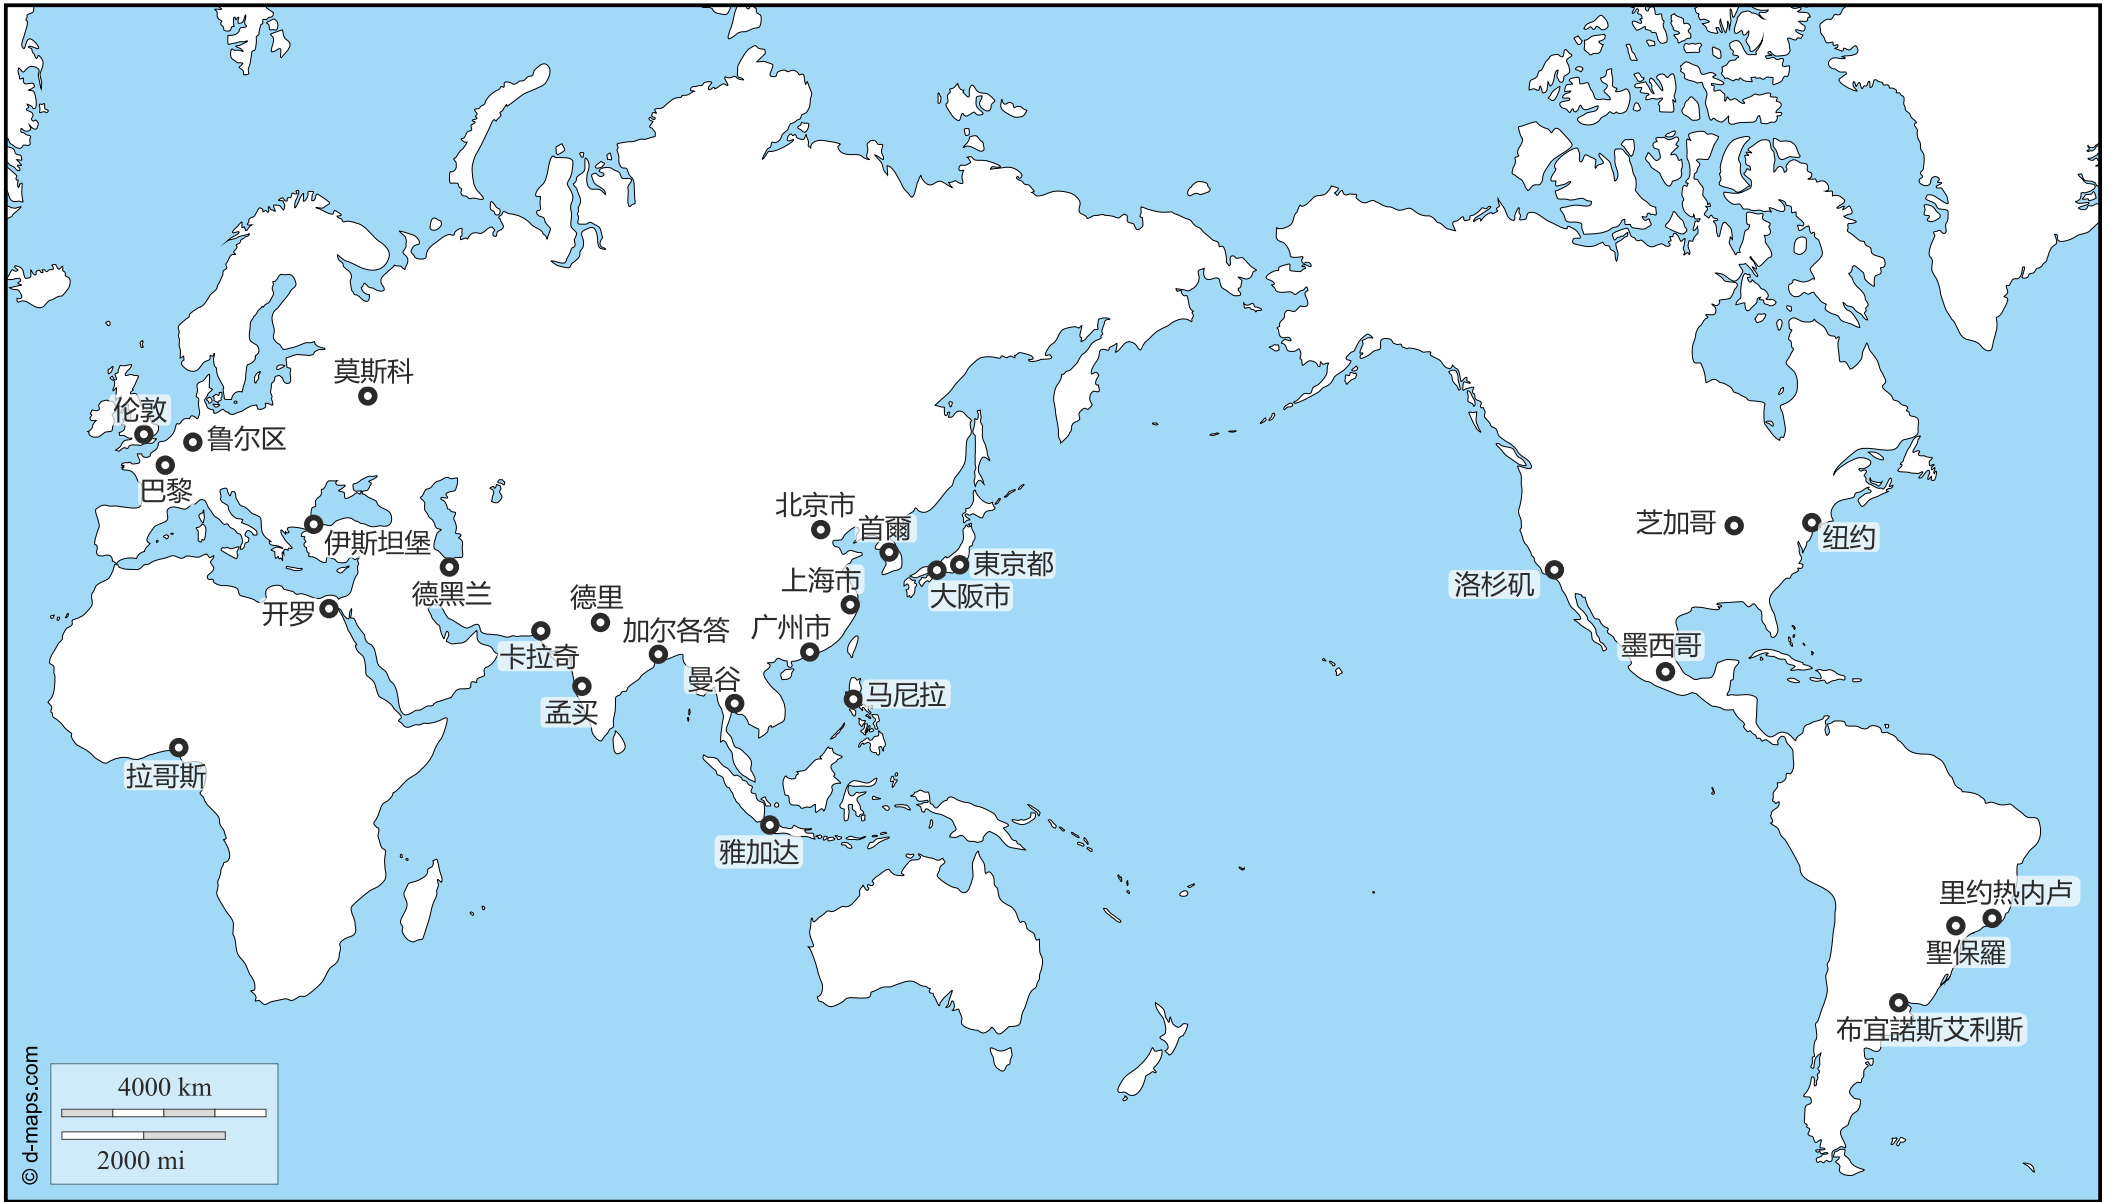 莫斯科
伦敦
鲁尔区
巴黎
伊斯坦堡
德黑兰
开罗
卡拉奇
德里
加尔各答
孟买
曼谷
拉哥斯
北京市
首爾
東京都
大阪市
上海市
广州市
马尼拉
雅加达
芝加哥
纽约
洛杉矶
墨西哥
里约热内卢
聖保羅
布宜諾斯艾利斯
4000 km
2000 mi
© d-maps.com